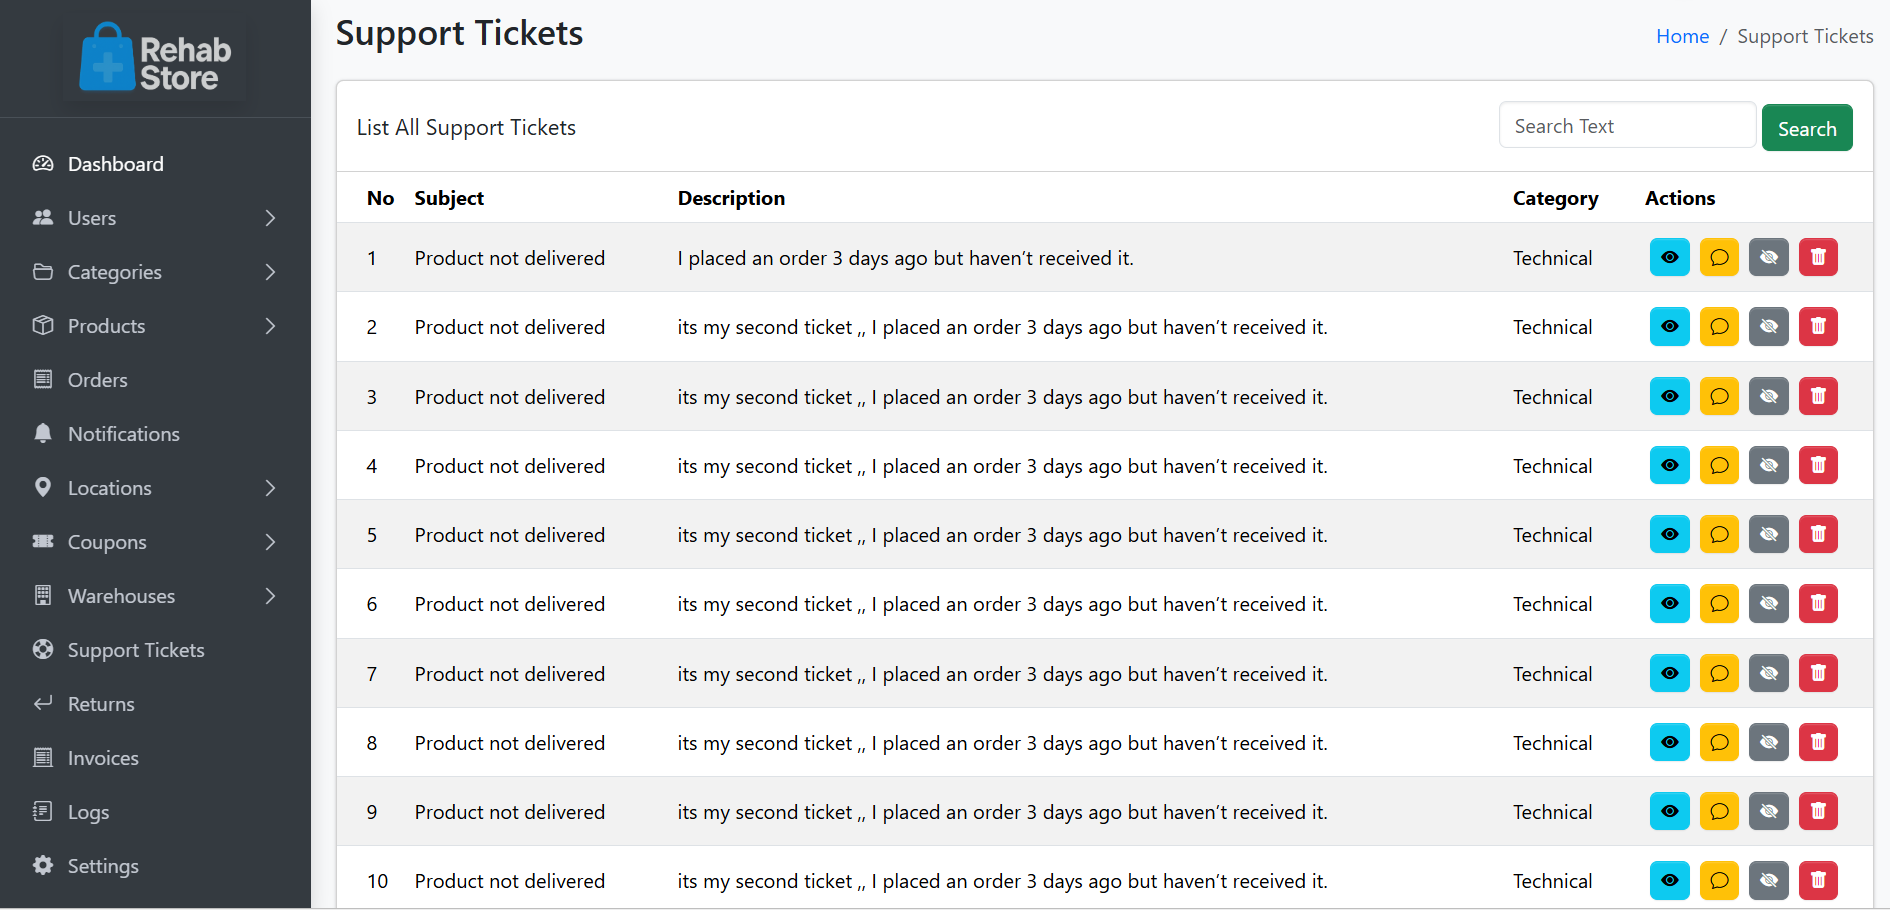 Rehab
Store
Dashboard
Users
Categories
Products
Orders
Notifications
Locations
Coupons
Warehouses
Support Tickets
Returns
Invoices
Logs
Settings
Support Tickets
Home / Support Tickets
List All Support Tickets
Search Text Search
No Subject Description Category Actions
1 Product not delivered I placed an order 3 days ago but haven’t received it. Technical
2 Product not delivered its my second ticket ,, I placed an order 3 days ago but haven’t received it. Technical
3 Product not delivered its my second ticket ,, I placed an order 3 days ago but haven’t received it. Technical
4 Product not delivered its my second ticket ,, I placed an order 3 days ago but haven’t received it. Technical
5 Product not delivered its my second ticket ,, I placed an order 3 days ago but haven’t received it. Technical
6 Product not delivered its my second ticket ,, I placed an order 3 days ago but haven’t received it. Technical
7 Product not delivered its my second ticket ,, I placed an order 3 days ago but haven’t received it. Technical
8 Product not delivered its my second ticket ,, I placed an order 3 days ago but haven’t received it. Technical
9 Product not delivered its my second ticket ,, I placed an order 3 days ago but haven’t received it. Technical
10 Product not delivered its my second ticket ,, I placed an order 3 days ago but haven’t received it. Technical